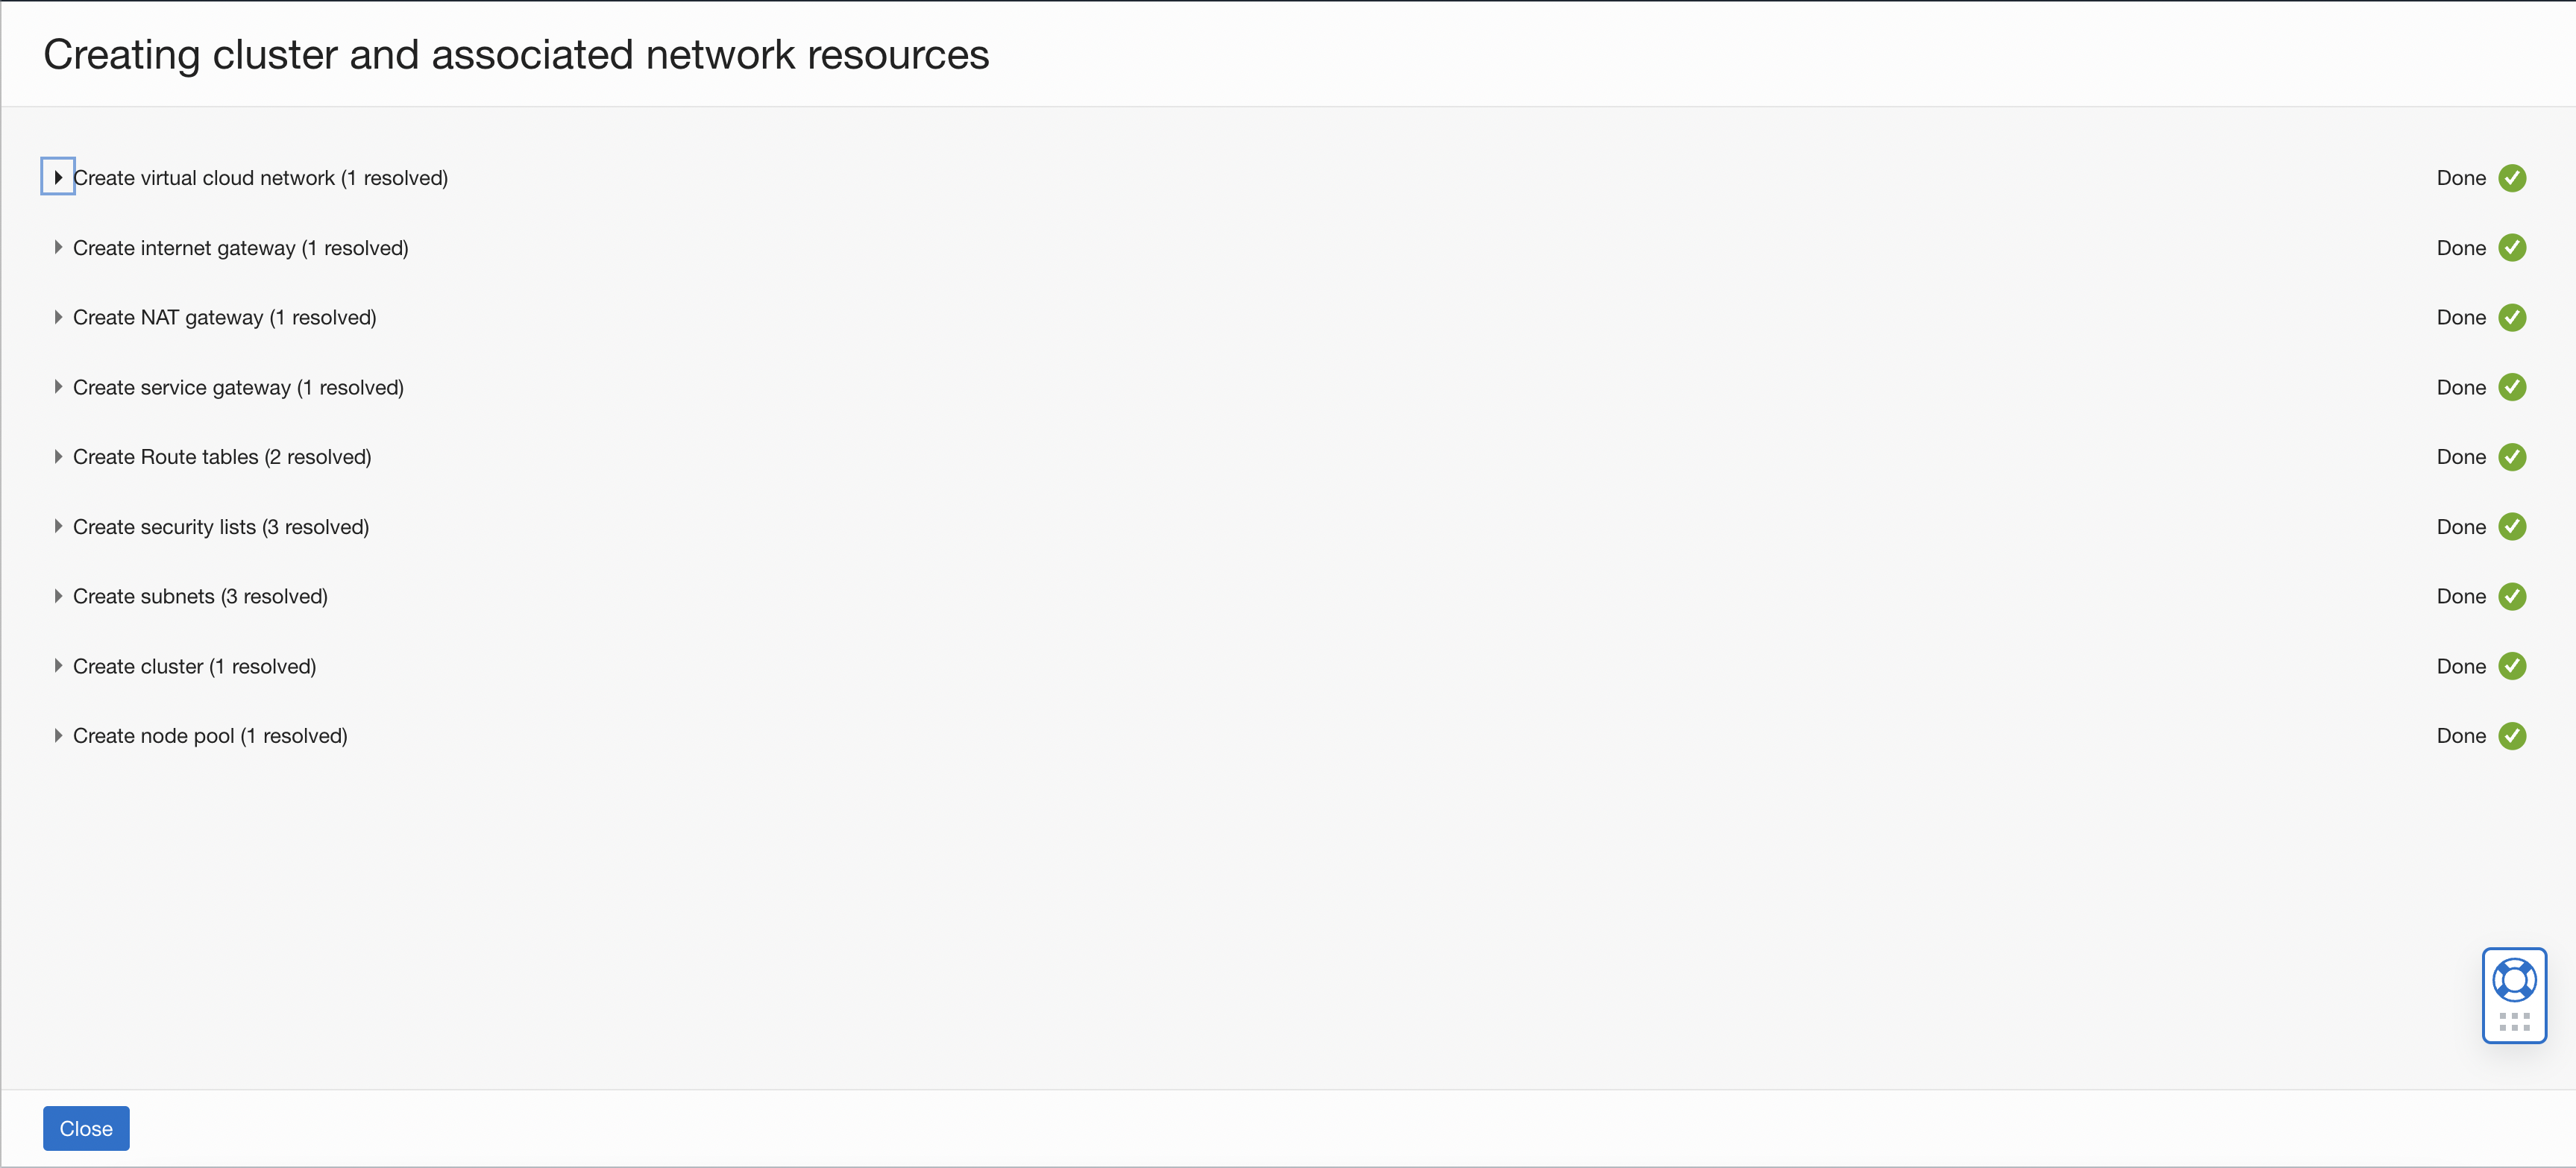 Creating cluster and associated network resources
Create virtual cloud network (1 resolved) Done
Create internet gateway (1 resolved) Done
Create NAT gateway (1 resolved) Done
Create service gateway (1 resolved) Done
Create Route tables (2 resolved) Done
Create security lists (3 resolved) Done
Create subnets (3 resolved) Done
Create cluster (1 resolved) Done
Create node pool (1 resolved) Done
Close